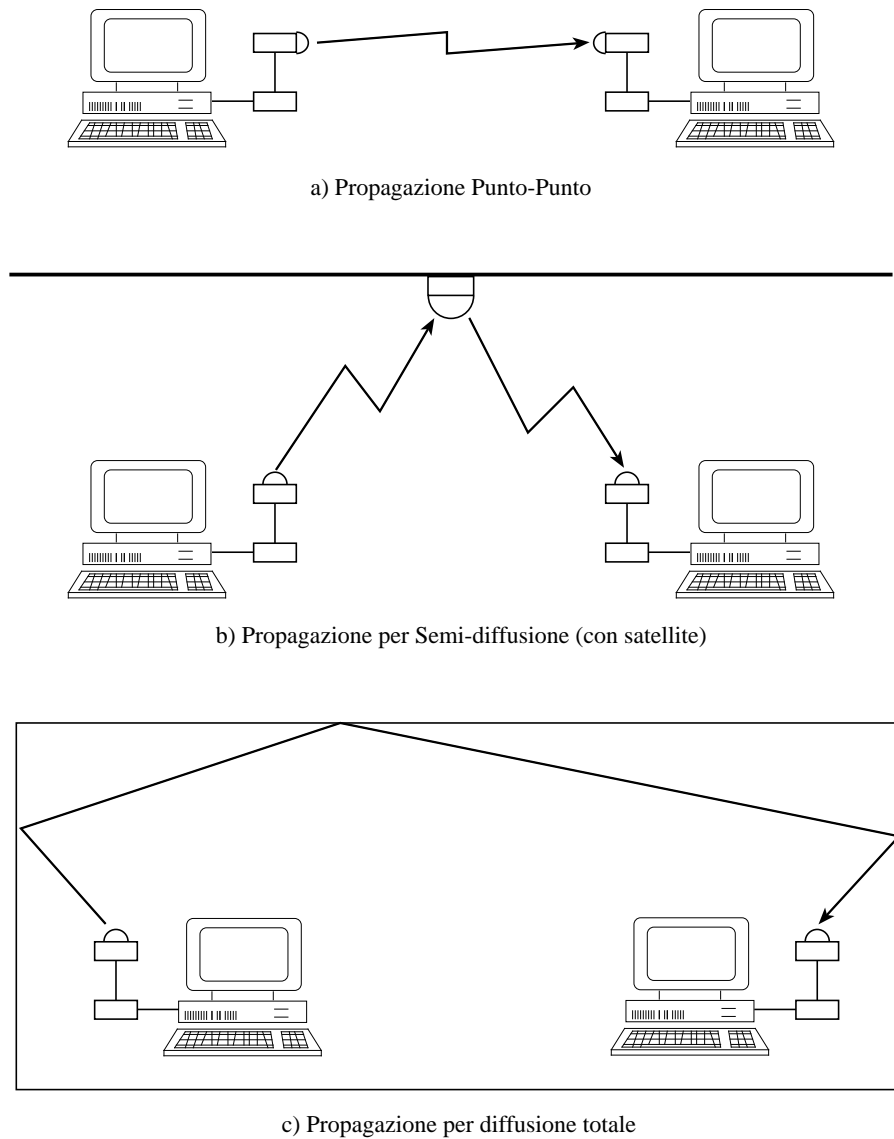 a) Propagazione Punto-Punto
b) Propagazione per Semi-diffusione (con satellite)
c) Propagazione per diffusione totale